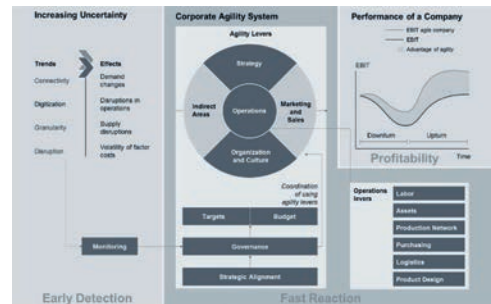 Increasing Uncertainty
Trends
Effects
Connectivity
Demand
changes
Digitization
Disruptions in
operations
Granularity
Supply
disruptions
Disruption
Volatility of factor
costs
Monitoring
Early Detection
Corporate Agility System
Agility Levers
Strategy
Indirect
Areas
Operations
Marketing
and
Sales
Organization
and Culture
Coordination
of using
agility levers
Targets
Budget
Governance
Strategic Alignment
Fast Reaction
Performance of a Company
EBIT agile company
EBIT
Advantage of agility
EBIT
Downturn
Upturn
Time
Profitability
Operations
levers
Labor
Assets
Production Network
Purchasing
Logistics
Product Design